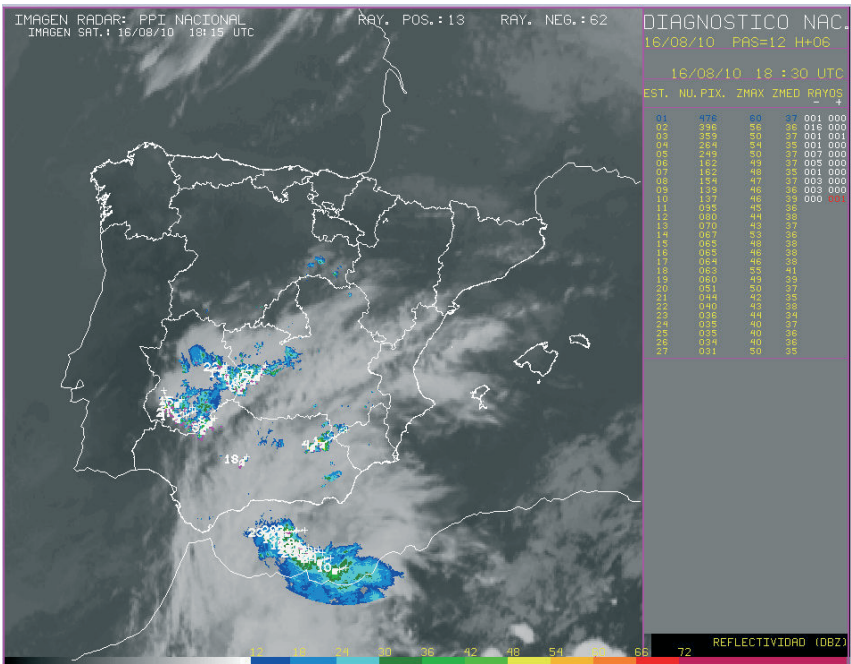 IMAGEN RADAR: PPI NACIONAL RAY. POS.:13 RAY. NEG.:62
IMAGEN SAT.: 16/08/10 18:15 UTC
DIAGNOSTICO NAC.
16/08/10 PAS=12 H+06
16/08/10 18 :30 UTC
EST. NU.PIX. ZMAX ZMED RAYOS
- +
01 476 60 37 001 000
02 396 56 36 016 000
03 359 50 37 001 001
04 264 54 35 001 000
05 249 50 37 007 000
06 162 49 37 005 000
07 162 48 35 001 000
08 154 47 37 003 000
09 139 46 36 003 000
10 137 46 39 000 001
11 095 45 36
12 080 44 38
13 070 43 37
14 067 53 36
15 065 48 38
16 065 46 38
17 064 46 38
18 063 55 41
19 060 49 39
20 051 50 37
21 044 42 35
22 040 43 38
23 036 44 34
24 035 40 37
25 035 40 36
26 034 40 36
27 031 50 35
18
10
REFLECTIVIDAD (DBZ)
12 18 24 30 36 42 48 54 60 66 72